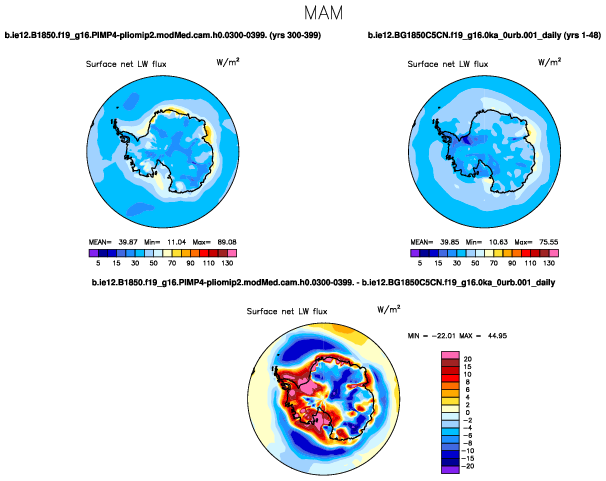 MAM
b.ie12.B1850.f19_g16.PIMP4-pliomip2.modMed.cam.h0.0300-0399. (yrs 300-399)
b.ie12.BG1850C5CN.f19_g16.0ka_0urb.001_daily (yrs 1-48)
Surface net LW flux W/m²
Surface net LW flux W/m²
MEAN= 39.87 Min= 11.04 Max= 89.08
MEAN= 39.85 Min= 10.63 Max= 75.55
5 15 30 50 70 90 110 130
5 15 30 50 70 90 110 130
b.ie12.B1850.f19_g16.PIMP4-pliomip2.modMed.cam.h0.0300-0399. - b.ie12.BG1850C5CN.f19_g16.0ka_0urb.001_daily
Surface net LW flux W/m²
MIN = -22.01 MAX = 44.95
20
15
10
8
6
4
2
0
-2
-4
-6
-8
-10
-15
-20